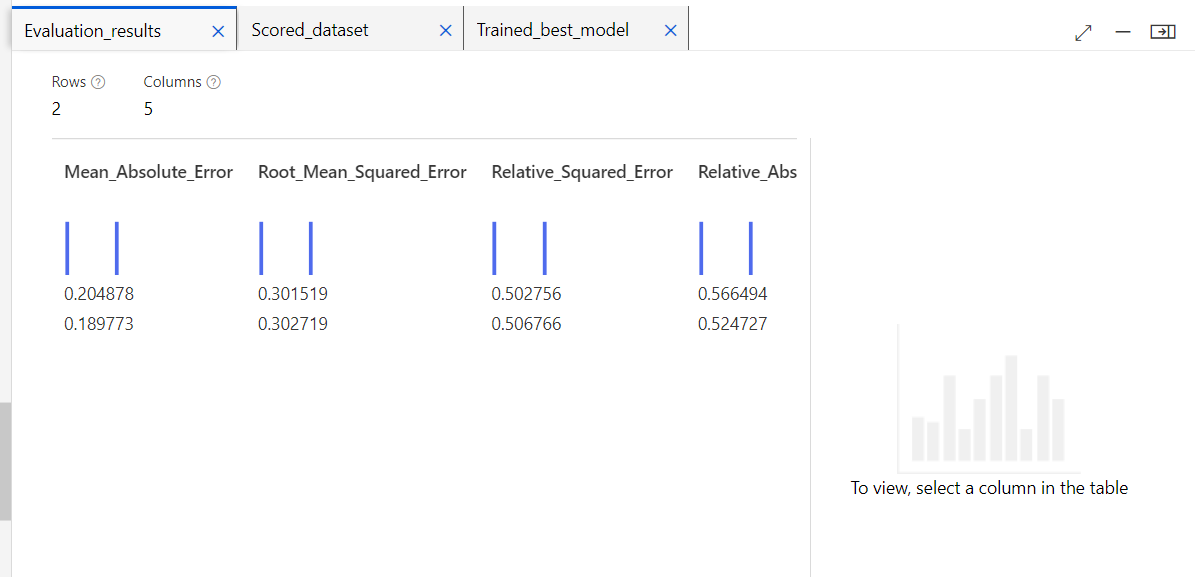 Evaluation_results Scored_dataset Trained_best_model
Rows Columns
2 5
Mean_Absolute_Error Root_Mean_Squared_Error Relative_Squared_Error Relative_Abs
0.204878 0.301519 0.502756 0.566494
0.189773 0.302719 0.506766 0.524727
To view, select a column in the table